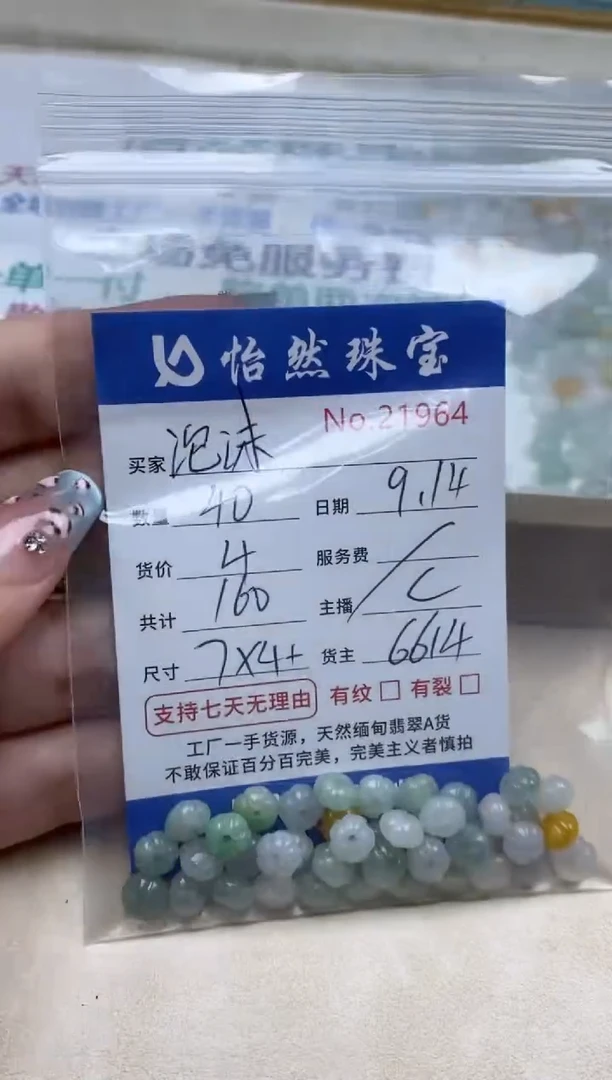 怡然珠宝
No.21964
买家 泡沫
数量 40 日期 9.14
货价 4 服务费 /
共计 160 主播 C
尺寸 7X4+ 货主 6614
支持七天无理由 有纹 □ 有裂 □
工厂一手货源，天然缅甸翡翠A货
不敢保证百分百完美，完美主义者慎拍